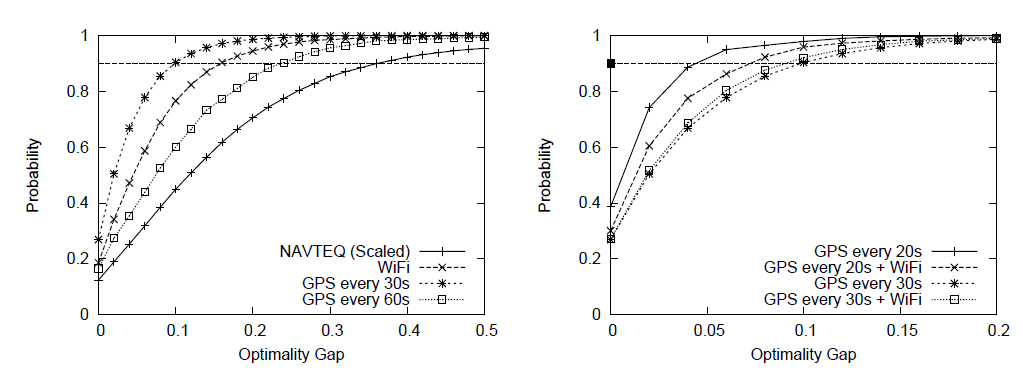 1
0.8
0.6
0.4
0.2
0
Probability
NAVTEQ (Scaled)
WiFi
GPS every 30s
GPS every 60s
0 0.1 0.2 0.3 0.4 0.5
Optimality Gap
1
0.8
0.6
0.4
0.2
0
Probability
GPS every 20s
GPS every 20s + WiFi
GPS every 30s
GPS every 30s + WiFi
0 0.05 0.1 0.15 0.2
Optimality Gap